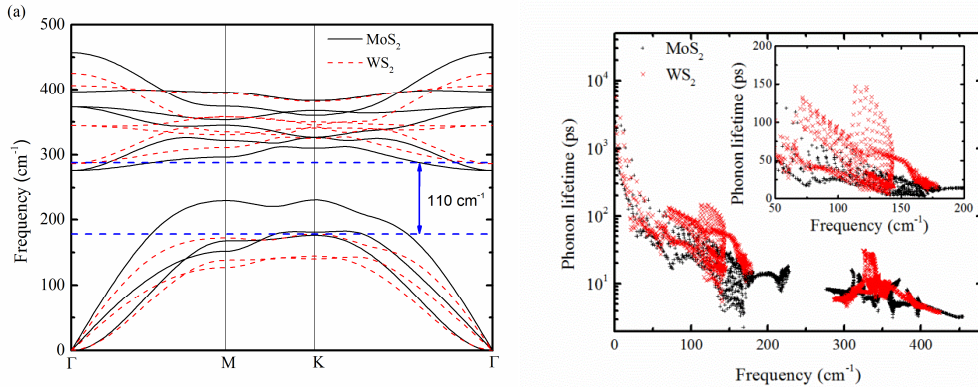 (a)
500
400
300
200
100
0
Frequency (cm⁻¹)
Γ M K Γ
MoS₂
WS₂
110 cm⁻¹
10⁴
10³
10²
10¹
Phonon lifetime (ps)
0 100 200 300 400
Frequency (cm⁻¹)
MoS₂
WS₂
200
150
100
50
0
Phonon lifetime (ps)
50 100 150 200
Frequency (cm⁻¹)